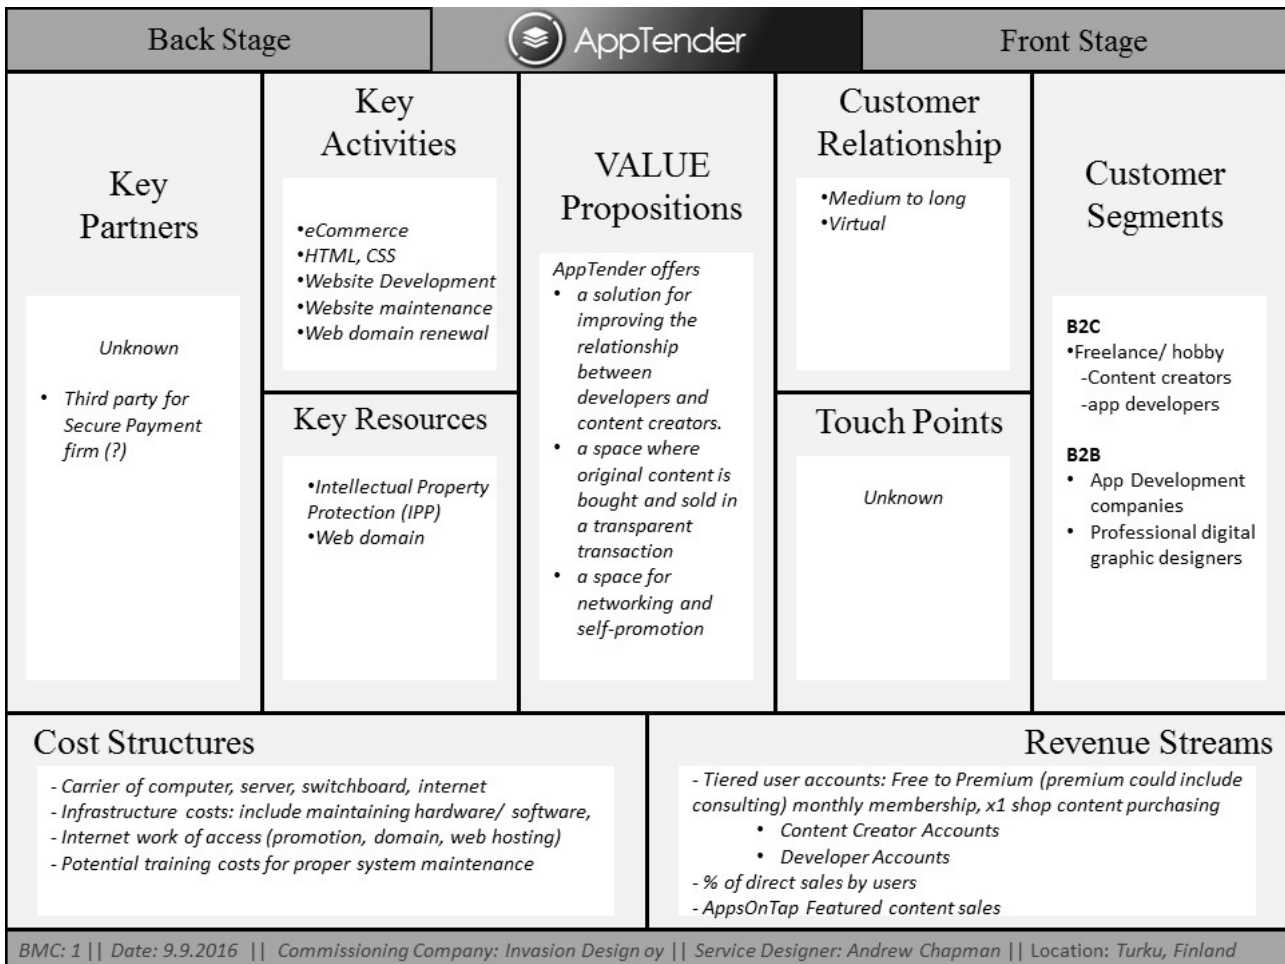 Back Stage
AppTender
Front Stage
Key
Partners
Unknown
• Third party for
Secure Payment
firm (?)
Key
Activities
•eCommerce
•HTML, CSS
•Website Development
•Website maintenance
•Web domain renewal
Key Resources
•Intellectual Property
Protection (IPP)
•Web domain
VALUE
Propositions
AppTender offers
• a solution for
improving the
relationship
between
developers and
content creators.
• a space where
original content is
bought and sold in
a transparent
transaction
• a space for
networking and
self-promotion
Customer
Relationship
•Medium to long
•Virtual
Touch Points
Unknown
Customer
Segments
B2C
•Freelance/ hobby
-Content creators
-app developers
B2B
• App Development
companies
• Professional digital
graphic designers
Cost Structures
- Carrier of computer, server, switchboard, internet
- Infrastructure costs: include maintaining hardware/ software,
- Internet work of access (promotion, domain, web hosting)
- Potential training costs for proper system maintenance
Revenue Streams
- Tiered user accounts: Free to Premium (premium could include
consulting) monthly membership, x1 shop content purchasing
• Content Creator Accounts
• Developer Accounts
- % of direct sales by users
- AppsOnTap Featured content sales
BMC: 1 || Date: 9.9.2016 || Commissioning Company: Invasion Design oy || Service Designer: Andrew Chapman || Location: Turku, Finland